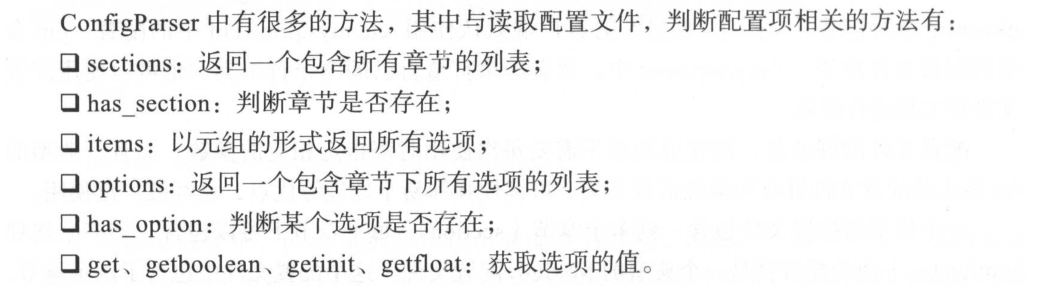 ConfigParser 中有很多的方法，其中与读取配置文件，判断配置项相关的方法有：
❑ sections：返回一个包含所有章节的列表；
❑ has_section：判断章节是否存在；
❑ items：以元组的形式返回所有选项；
❑ options：返回一个包含章节下所有选项的列表；
❑ has_option：判断某个选项是否存在；
❑ get、getboolean、getinit、getfloat：获取选项的值。